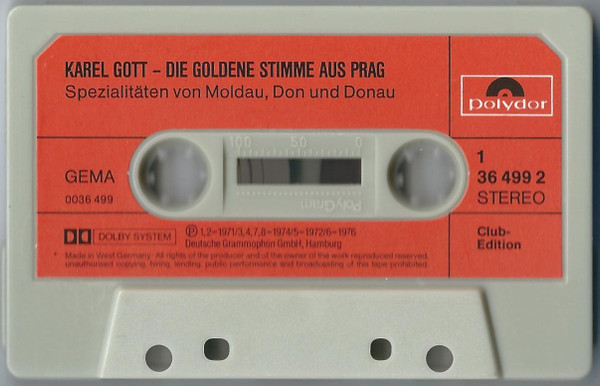 KAREL GOTT – DIE GOLDENE STIMME AUS PRAG
Spezialitäten von Moldau, Don und Donau
polydor
100 50 0
GEMA
0036 499
1
36 499 2
STEREO
PolyGram
DOLBY SYSTEM
Ⓟ 1,2–1971/3,4,7,8–1974/5–1972/6–1976
Deutsche Grammophon GmbH, Hamburg
Club-
Edition
Made in West Germany · All rights of the producer and of the owner of the work reproduced reserved.
unauthorised copying, hiring, lending, public performance and broadcasting of this tape prohibited.